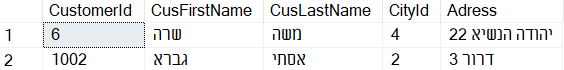 CustomerId CusFirstName CusLastName CityId Adress
1 6 שרה משה 4 יהודה הנשיא 22
2 1002 גברא אסתי 2 דרור 3